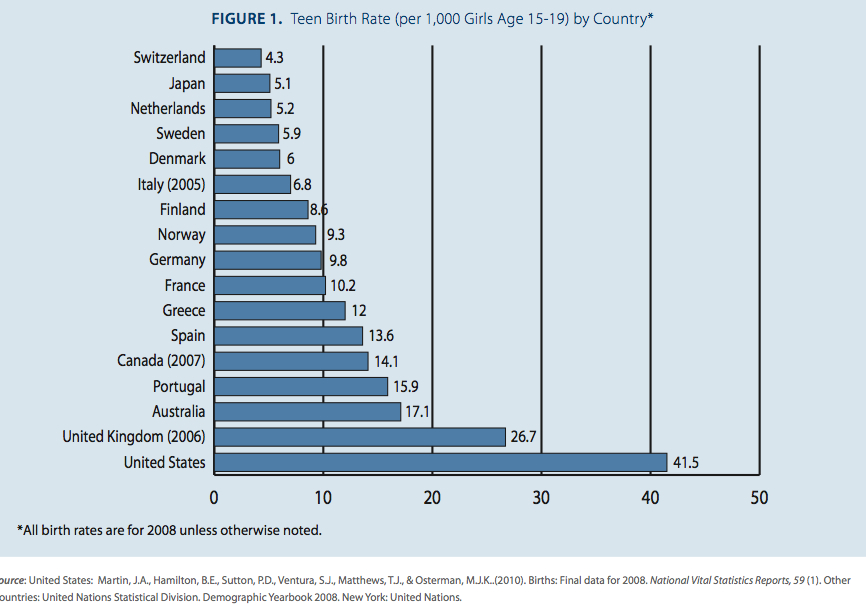 FIGURE 1. Teen Birth Rate (per 1,000 Girls Age 15-19) by Country*
Switzerland 4.3
Japan 5.1
Netherlands 5.2
Sweden 5.9
Denmark 6
Italy (2005) 6.8
Finland 8.6
Norway 9.3
Germany 9.8
France 10.2
Greece 12
Spain 13.6
Canada (2007) 14.1
Portugal 15.9
Australia 17.1
United Kingdom (2006) 26.7
United States 41.5
0 10 20 30 40 50
*All birth rates are for 2008 unless otherwise noted.
ource: United States: Martin, J.A., Hamilton, B.E., Sutton, P.D., Ventura, S.J., Matthews, T.J., & Osterman, M.J.K..(2010). Births: Final data for 2008. National Vital Statistics Reports, 59 (1). Other
ountries: United Nations Statistical Division. Demographic Yearbook 2008. New York: United Nations.